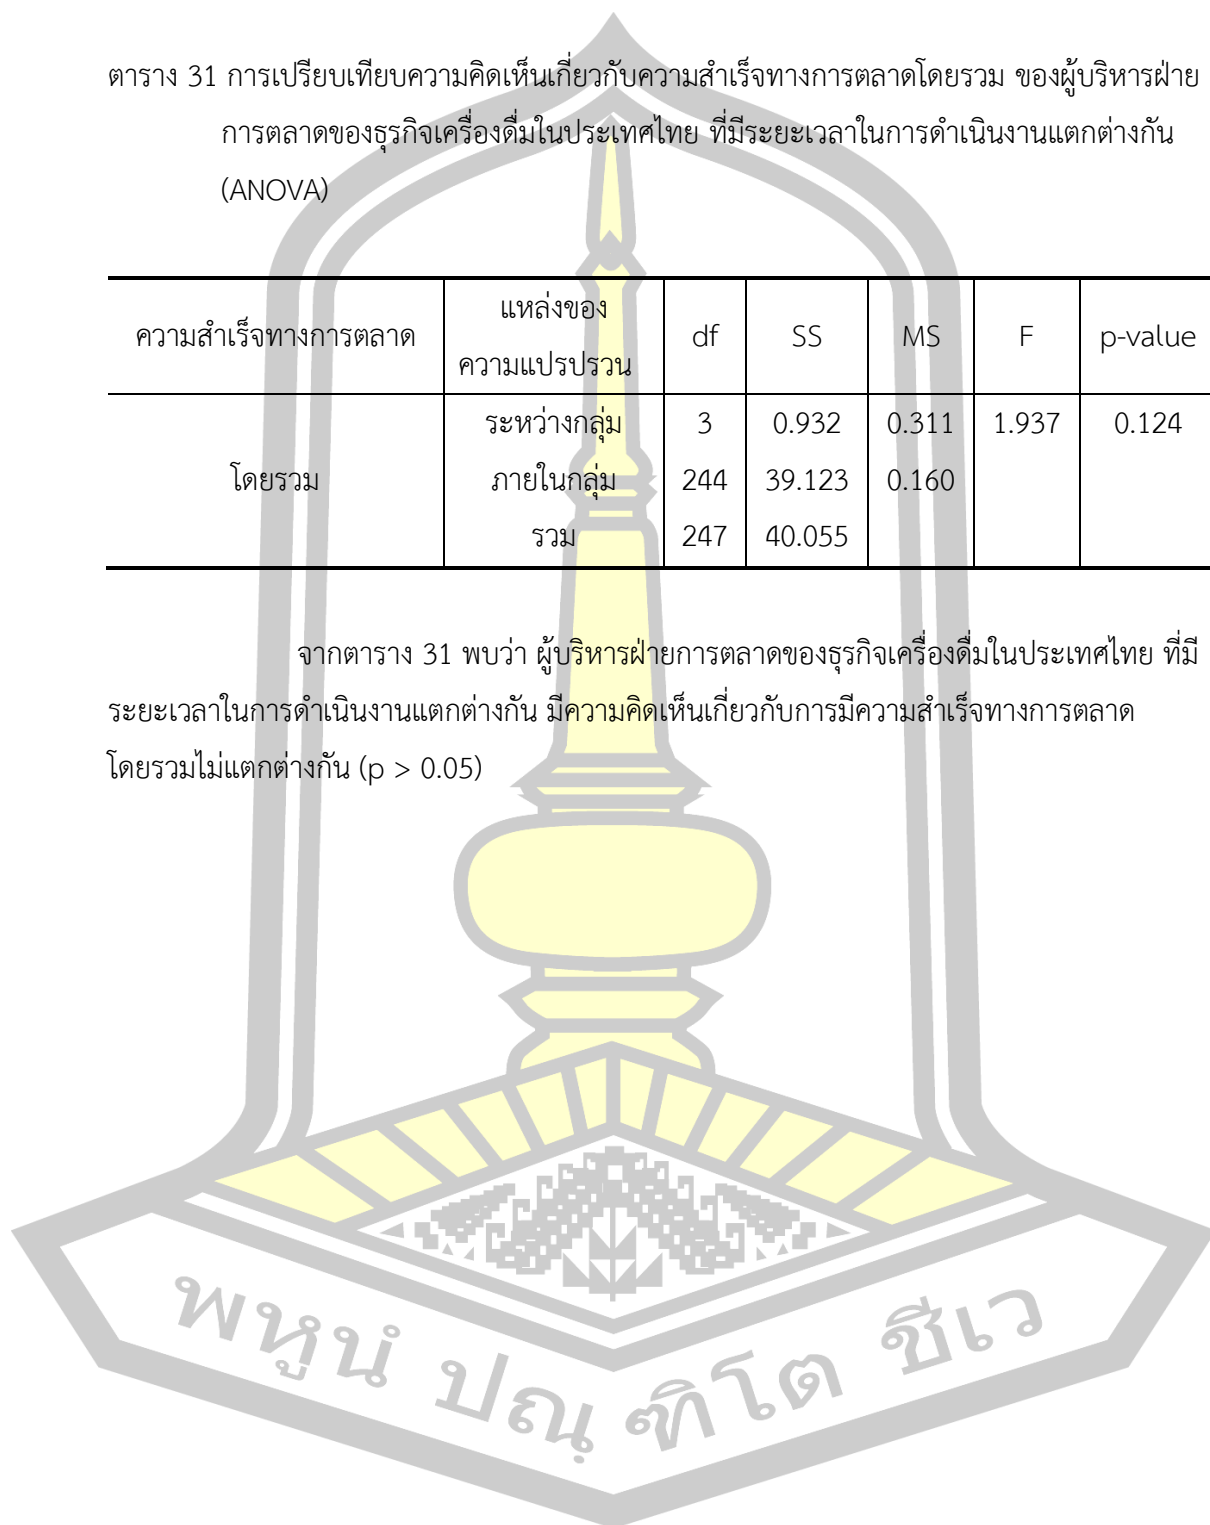 ตาราง 31 การเปรียบเทียบความคิดเห็นเกี่ยวกับความสำเร็จทางการตลาดโดยรวม ของผู้บริหารฝ่าย
การตลาดของธุรกิจเครื่องดื่มในประเทศไทย ที่มีระยะเวลาในการดำเนินงานแตกต่างกัน
(ANOVA)
ความสำเร็จทางการตลาด แหล่งของ df SS MS F p-value
ความแปรปรวน
ระหว่างกลุ่ม 3 0.932 0.311 1.937 0.124
โดยรวม ภายในกลุ่ม 244 39.123 0.160
รวม 247 40.055
จากตาราง 31 พบว่า ผู้บริหารฝ่ายการตลาดของธุรกิจเครื่องดื่มในประเทศไทย ที่มี
ระยะเวลาในการดำเนินงานแตกต่างกัน มีความคิดเห็นเกี่ยวกับการมีความสำเร็จทางการตลาด
โดยรวมไม่แตกต่างกัน (p > 0.05)
พหูนํ ปณฺ ฑิโต ชีเว